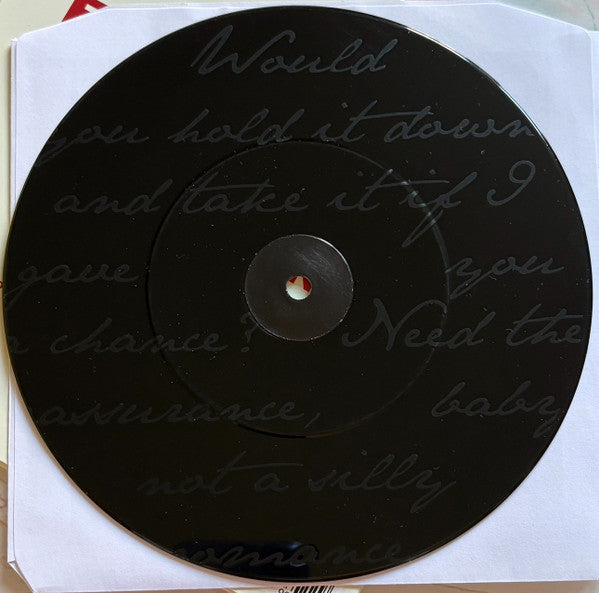 Would
you hold it down
and take it if I
gave you
a chance? Need the
assurance, baby
not a silly
romance